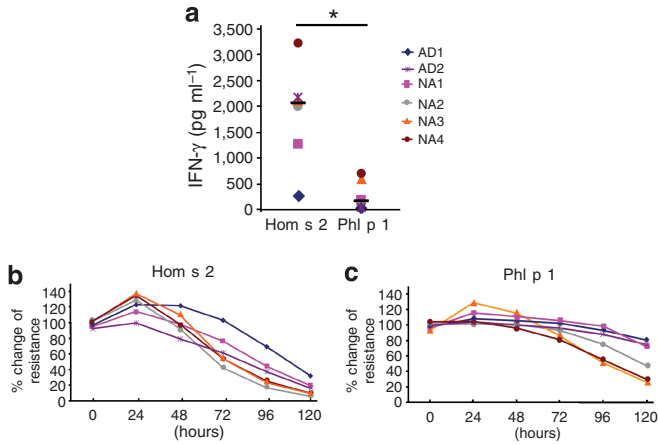 a
*
3,500
3,000
2,500
2,000
1,500
1,000
500
0
IFN-γ (pg ml⁻¹)
Hom s 2 Phl p 1
AD1
AD2
NA1
NA2
NA3
NA4
b
Hom s 2
% change of
resistance
140
120
100
80
60
40
20
0
0 24 48 72 96 120
(hours)
c
Phl p 1
% change of
resistance
140
120
100
80
60
40
20
0
0 24 48 72 96 120
(hours)